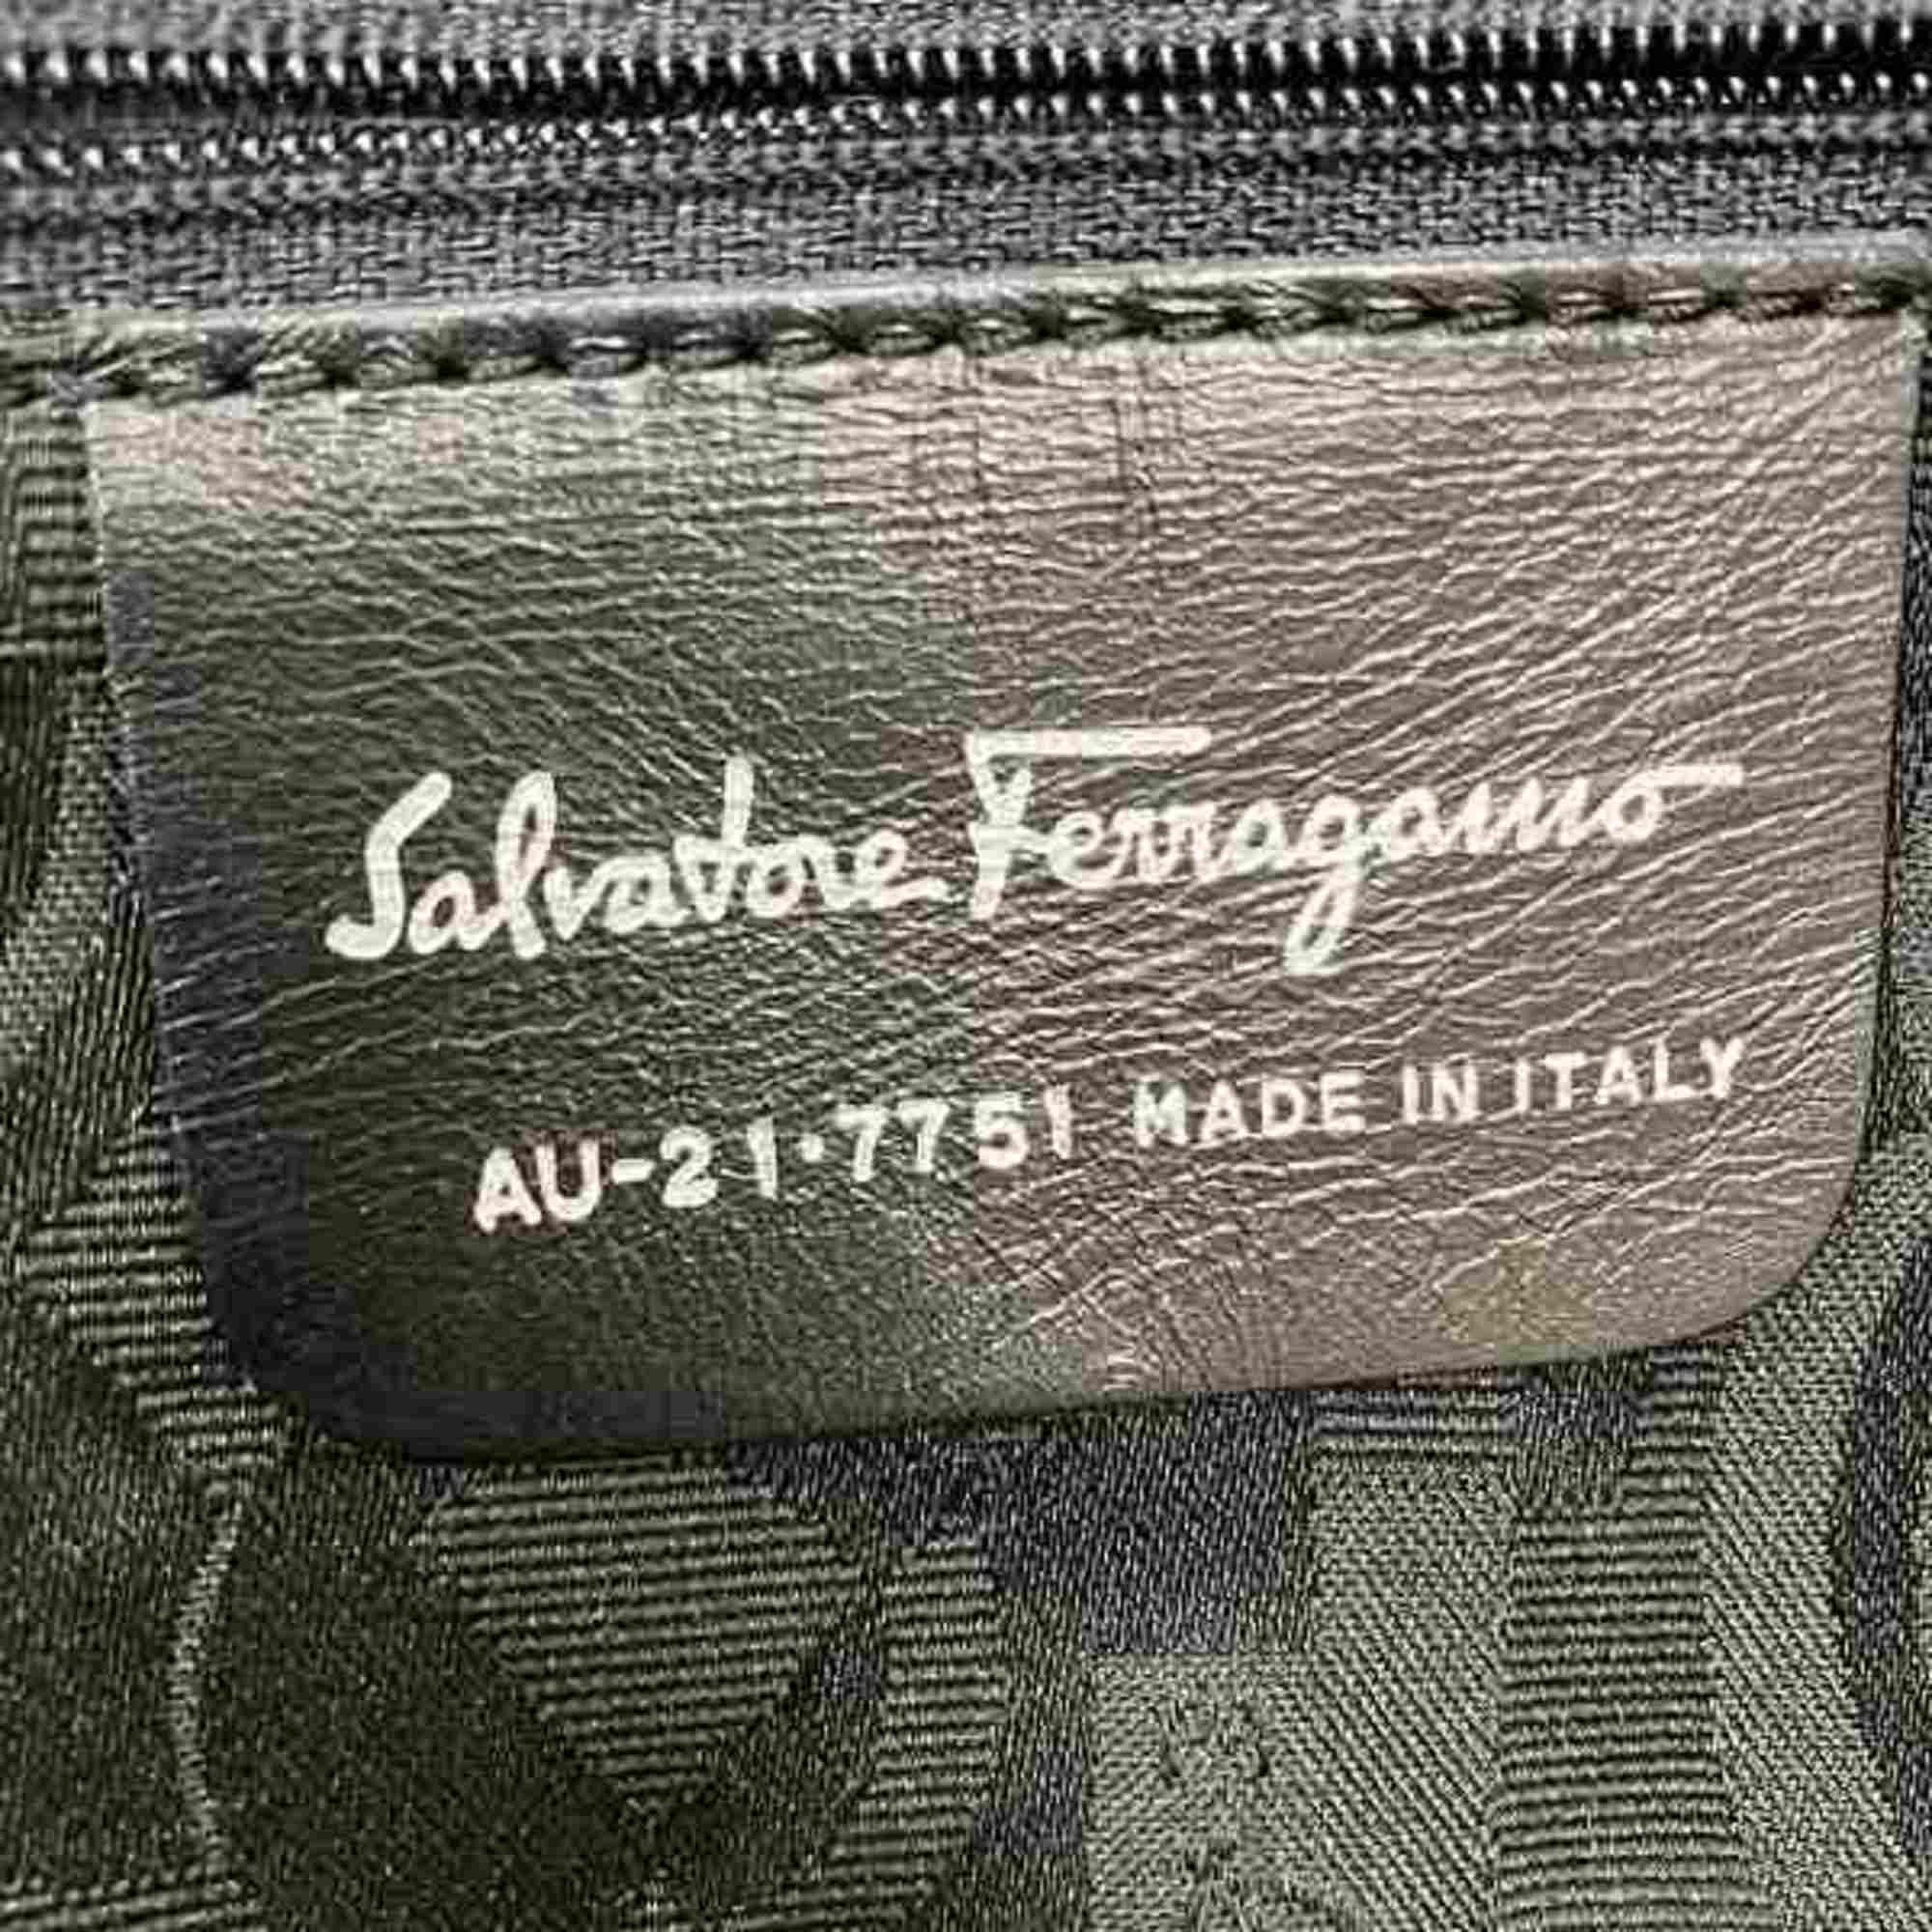 Salvatore Ferragamo
AU-21·7751 MADE IN ITALY